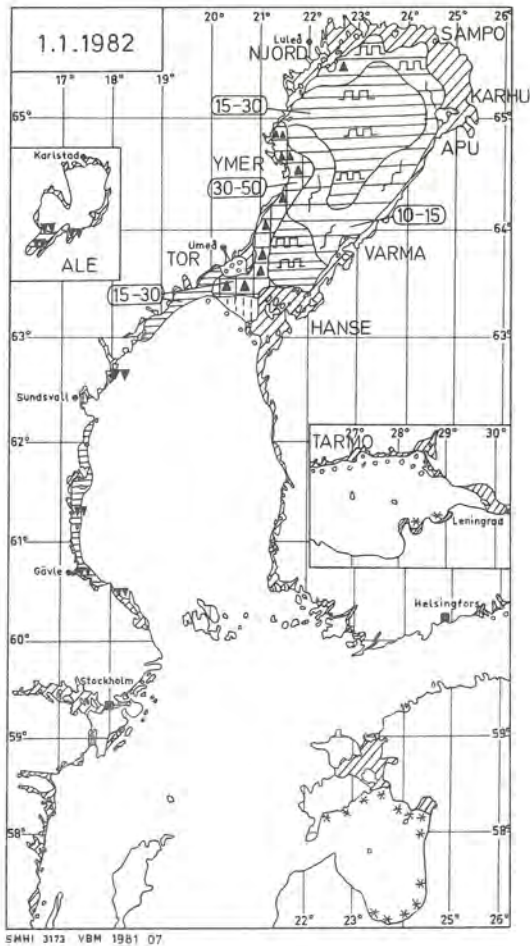 1.1.1982
20° 21° 22° 23° 24° 25° 26°
Luleå
NJORD
SAMPO
17° 18° 19°
KARHU
65°
15-30
65°
APU
Karlstad
YMER
30-50
10-15
64°
64°
Umeå
TOR
VARMA
ALE
15-30
HANSE
63°
63°
Sundsvall
62°
TARMO
27° 28° 29° 30°
61°
Leningrad
Gävle
Helsingfors
60°
60°
Stockholm
59°
59°
58°
58°
22° 23° 24° 25° 26°
SMHI 3173 VBM 1981 07